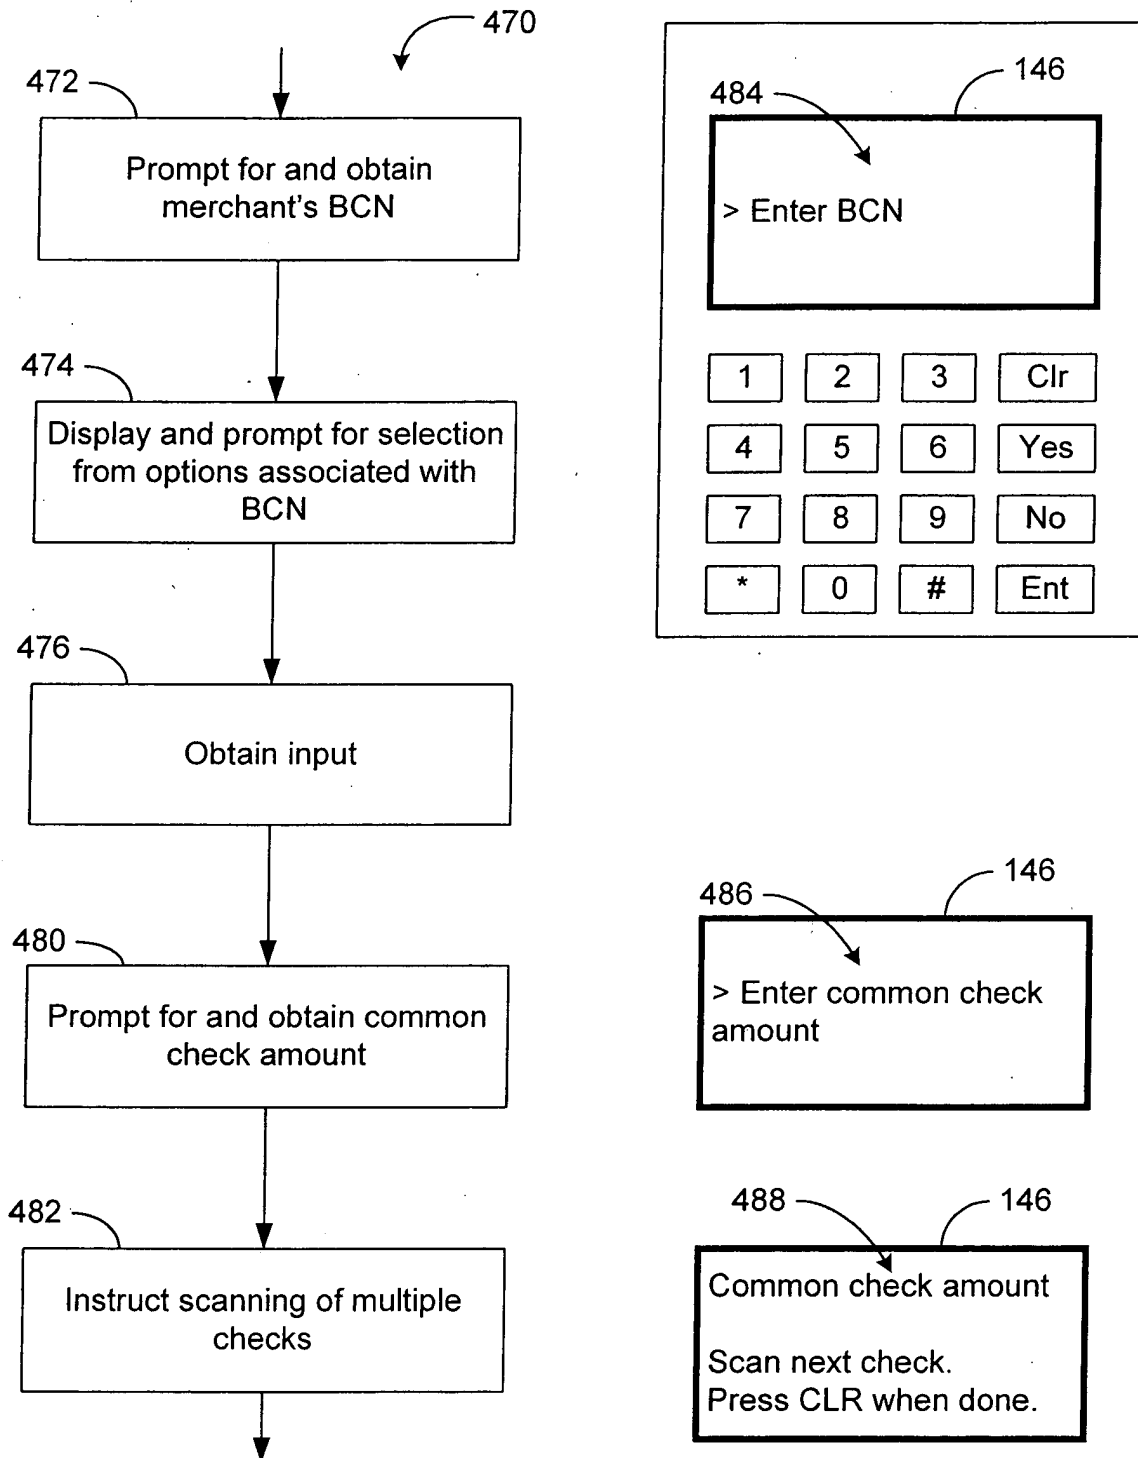 470
472
Prompt for and obtain
merchant's BCN
474
Display and prompt for selection
from options associated with
BCN
476
Obtain input
480
Prompt for and obtain common
check amount
482
Instruct scanning of multiple
checks
146
484
> Enter BCN
1 2 3 Clr
4 5 6 Yes
7 8 9 No
* 0 # Ent
146
486
> Enter common check
amount
488
146
Common check amount
Scan next check.
Press CLR when done.